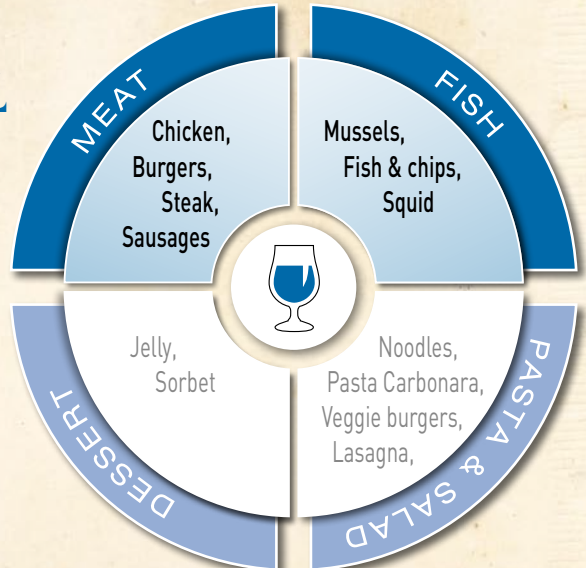 MEAT
Chicken,
Burgers,
Steak,
Sausages
FISH
Mussels,
Fish & chips,
Squid
DESSERT
Jelly,
Sorbet
PASTA & SALAD
Noodles,
Pasta Carbonara,
Veggie burgers,
Lasagna,